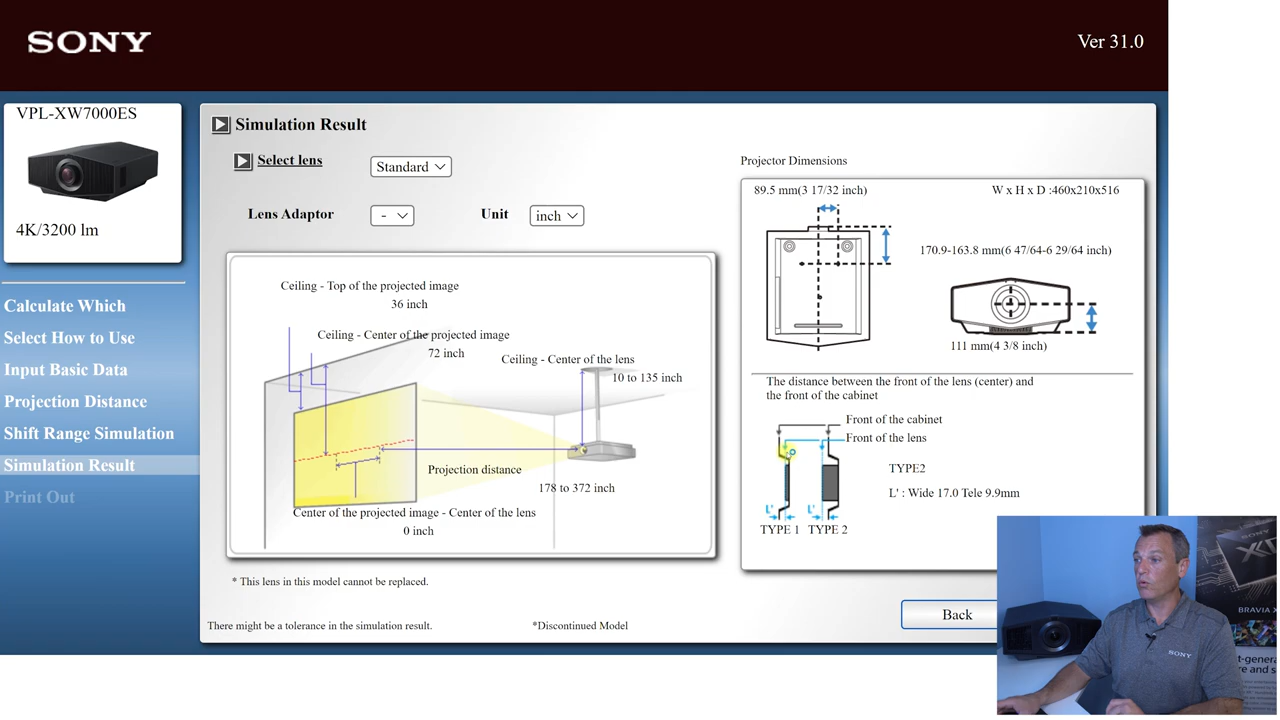 SONY
Ver 31.0
VPL-XW7000ES
4K/3200 lm
Calculate Which
Select How to Use
Input Basic Data
Projection Distance
Shift Range Simulation
Simulation Result
Print Out
Simulation Result
Select lens
Standard
Lens Adaptor
-
Unit
inch
Ceiling - Top of the projected image
36 inch
Ceiling - Center of the projected image
72 inch
Ceiling - Center of the lens
10 to 135 inch
Projection distance
178 to 372 inch
Center of the projected image - Center of the lens
0 inch
* This lens in this model cannot be replaced.
There might be a tolerance in the simulation result.
*Discontinued Model
Projector Dimensions
89.5 mm(3 17/32 inch)
W x H x D :460x210x516
170.9-163.8 mm(6 47/64-6 29/64 inch)
111 mm(4 3/8 inch)
The distance between the front of the lens (center) and
the front of the cabinet
Front of the cabinet
Front of the lens
TYPE2
L' : Wide 17.0 Tele 9.9mm
L'
L'
TYPE 1
TYPE 2
Back
SONY
BRAVIA